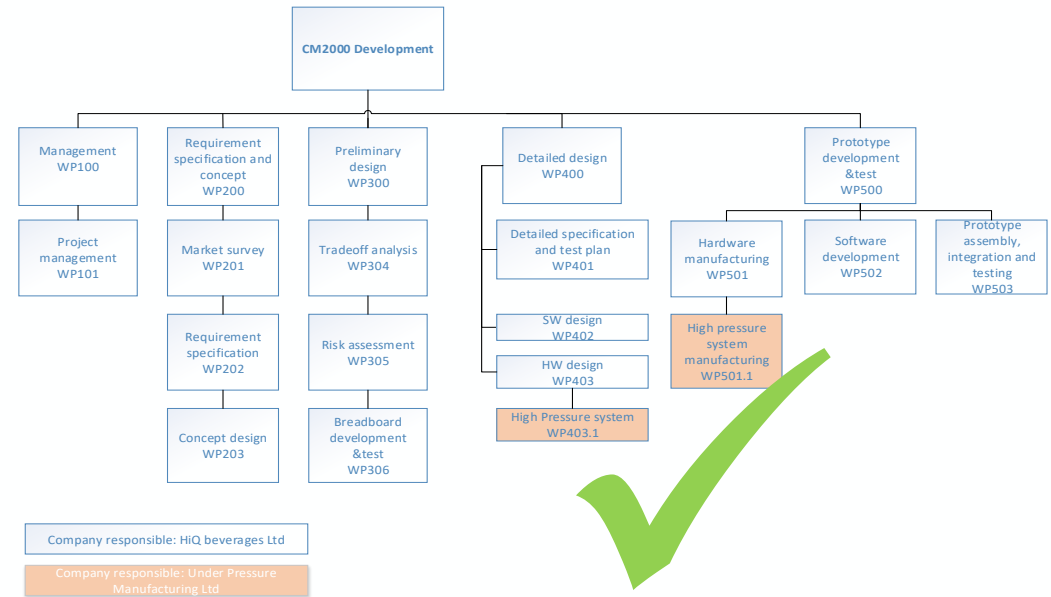 CM2000 Development
Management
WP100
Requirement
specification and
concept
WP200
Preliminary
design
WP300
Detailed design
WP400
Prototype
development
&test
WP500
Project
management
WP101
Market survey
WP201
Tradeoff analysis
WP304
Detailed specification
and test plan
WP401
Hardware
manufacturing
WP501
Software
development
WP502
Prototype
assembly,
integration and
testing
WP503
Requirement
specification
WP202
Risk assessment
WP305
SW design
WP402
HW design
WP403
High pressure
system
manufacturing
WP501.1
Concept design
WP203
Breadboard
development
&test
WP306
High Pressure system
WP403.1
Company responsible: HiQ beverages Ltd
Company responsible: Under Pressure
Manufacturing Ltd